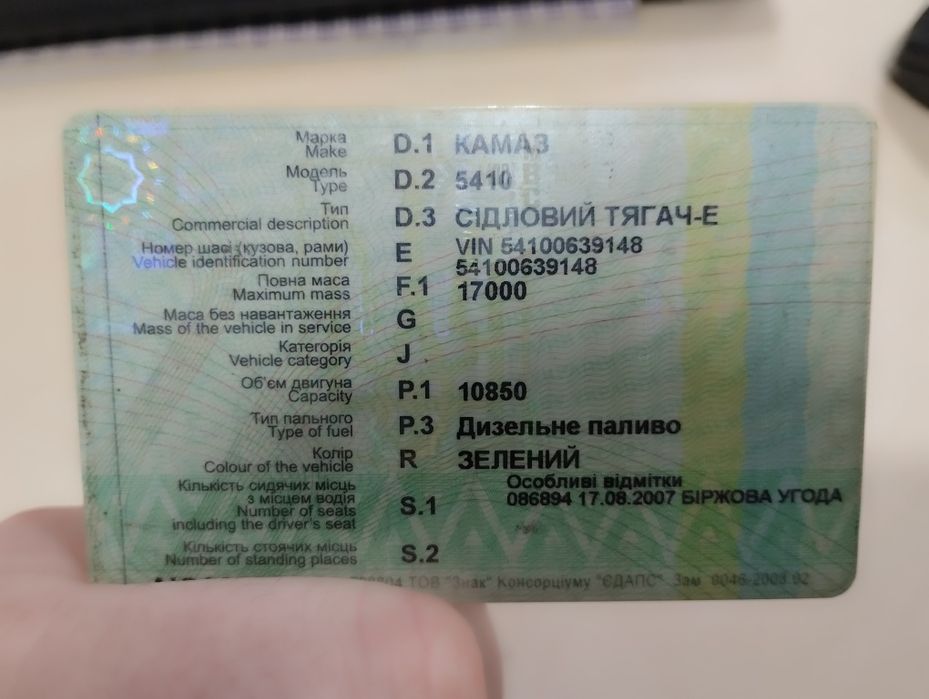 Марка
Make
D.1 КАМАЗ
Модель
Type
D.2 5410
Тип
Commercial description
D.3 СІДЛОВИЙ ТЯГАЧ-Е
Номер шасі (кузова, рами)
Vehicle identification number
E VIN 54100639148
54100639148
Повна маса
Maximum mass
F.1 17000
Маса без навантаження
Mass of the vehicle in service
G
Категорія
Vehicle category
J
Об'єм двигуна
Capacity
P.1 10850
Тип пального
Type of fuel
P.3 Дизельне паливо
Колір
Colour of the vehicle
R ЗЕЛЕНИЙ
Кількість сидячих місць
з місцем водія
Number of seats
including the driver's seat
S.1
Особливі відмітки
086894 17.08.2007 БІРЖОВА УГОДА
Кількість стоячих місць
Number of standing places
S.2
ТОВ "Знак" Консорціуму "ЄДАПС" Зам